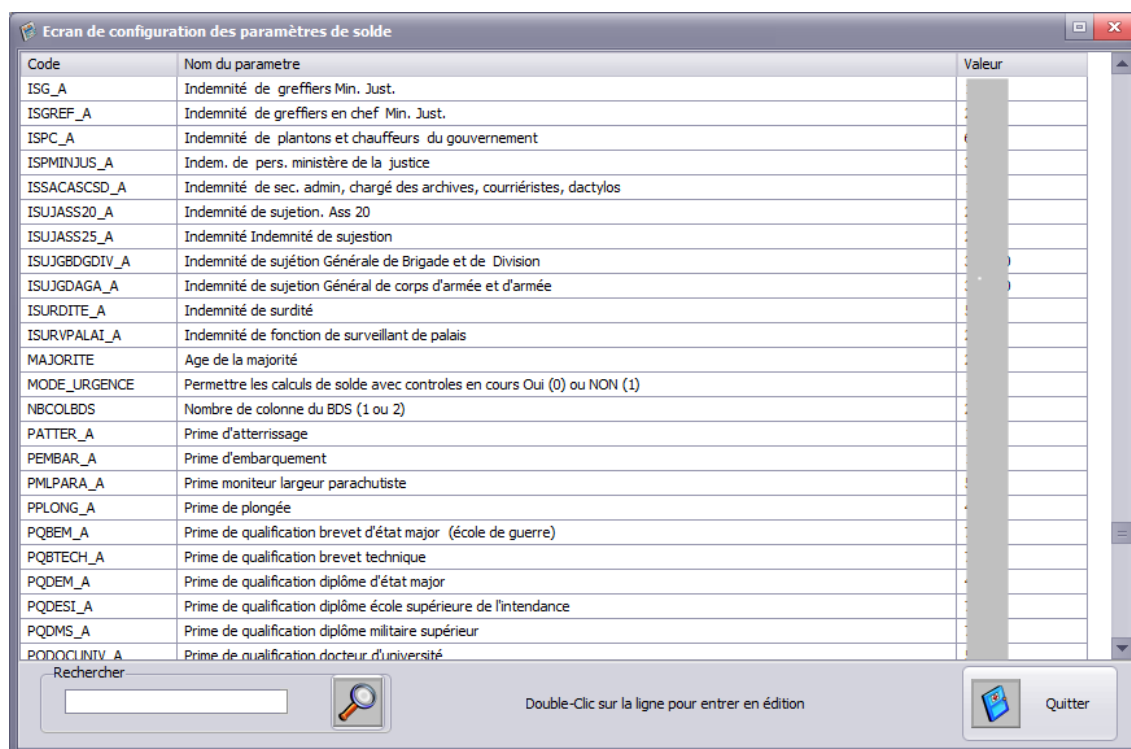 Ecran de configuration des paramètres de solde
Code Nom du parametre Valeur
ISG_A Indemnité de greffiers Min. Just.
ISGREF_A Indemnité de greffiers en chef Min. Just.
ISPC_A Indemnité de plantons et chauffeurs du gouvernement
ISPMINJUS_A Indem. de pers. ministère de la justice
ISSACASCSD_A Indemnité de sec. admin, chargé des archives, courriéristes, dactylos
ISUJASS20_A Indemnité de sujetion. Ass 20
ISUJASS25_A Indemnité Indemnité de sujestion
ISUJGBDGDIV_A Indemnité de sujétion Générale de Brigade et de Division
ISUJGDAGA_A Indemnité de sujetion Général de corps d'armée et d'armée
ISURDITE_A Indemnité de surdité
ISURVPALAI_A Indemnité de fonction de surveillant de palais
MAJORITE Age de la majorité
MODE_URGENCE Permettre les calculs de solde avec controles en cours Oui (0) ou NON (1)
NBCOLBDS Nombre de colonne du BDS (1 ou 2)
PATTER_A Prime d'atterrissage
PEMBAR_A Prime d'embarquement
PMLPARA_A Prime moniteur largeur parachutiste
PPLONG_A Prime de plongée
PQBEM_A Prime de qualification brevet d'état major (école de guerre)
PQBTECH_A Prime de qualification brevet technique
PQDEM_A Prime de qualification diplôme d'état major
PQDESI_A Prime de qualification diplôme école supérieure de l'intendance
PQDMS_A Prime de qualification diplôme militaire supérieur
PQDOCUNIV_A Prime de qualification docteur d'université
Rechercher
Double-Clic sur la ligne pour entrer en édition
Quitter